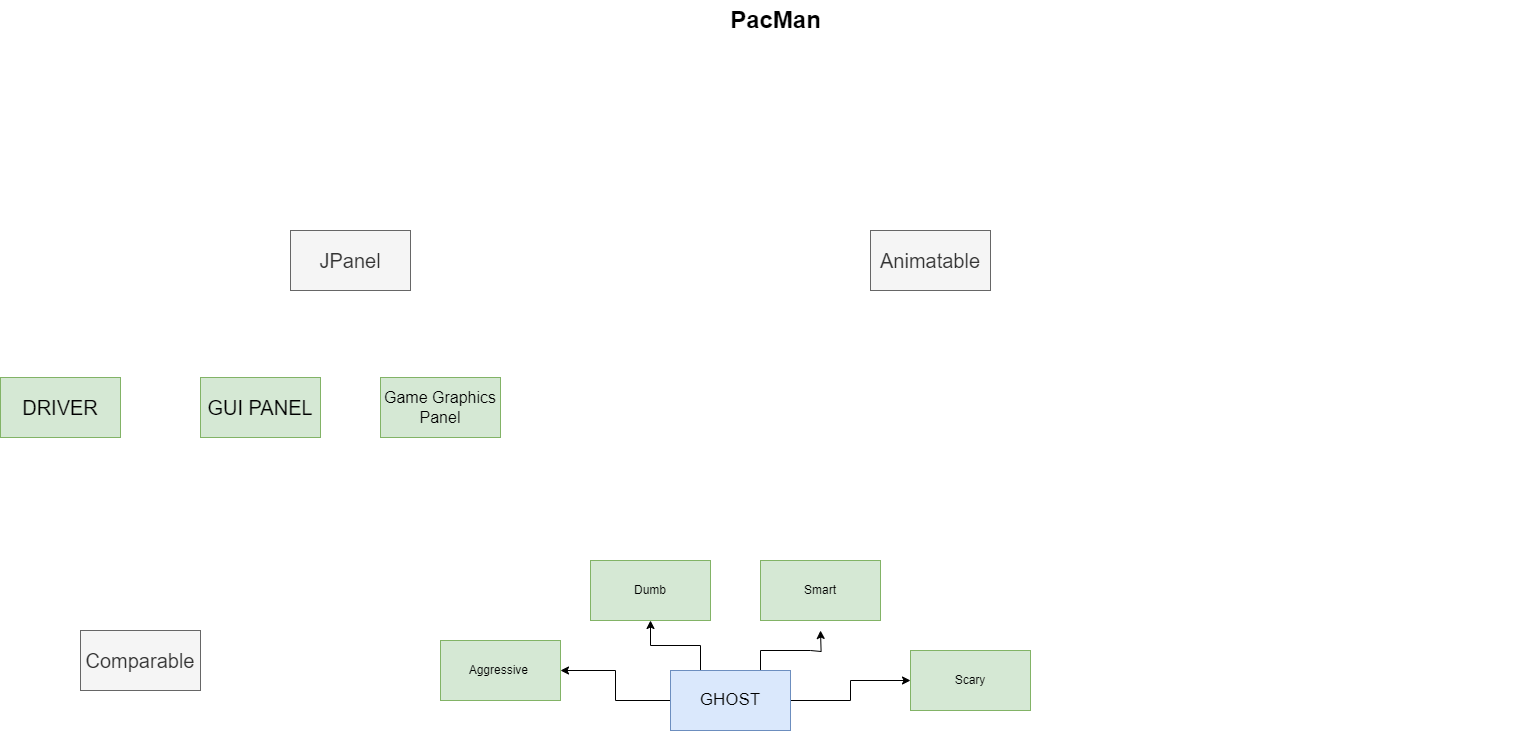 PacMan
JPanel
Animatable
DRIVER
GUI PANEL
Game Graphics
Panel
Dumb
Smart
Comparable
Aggressive
GHOST
Scary